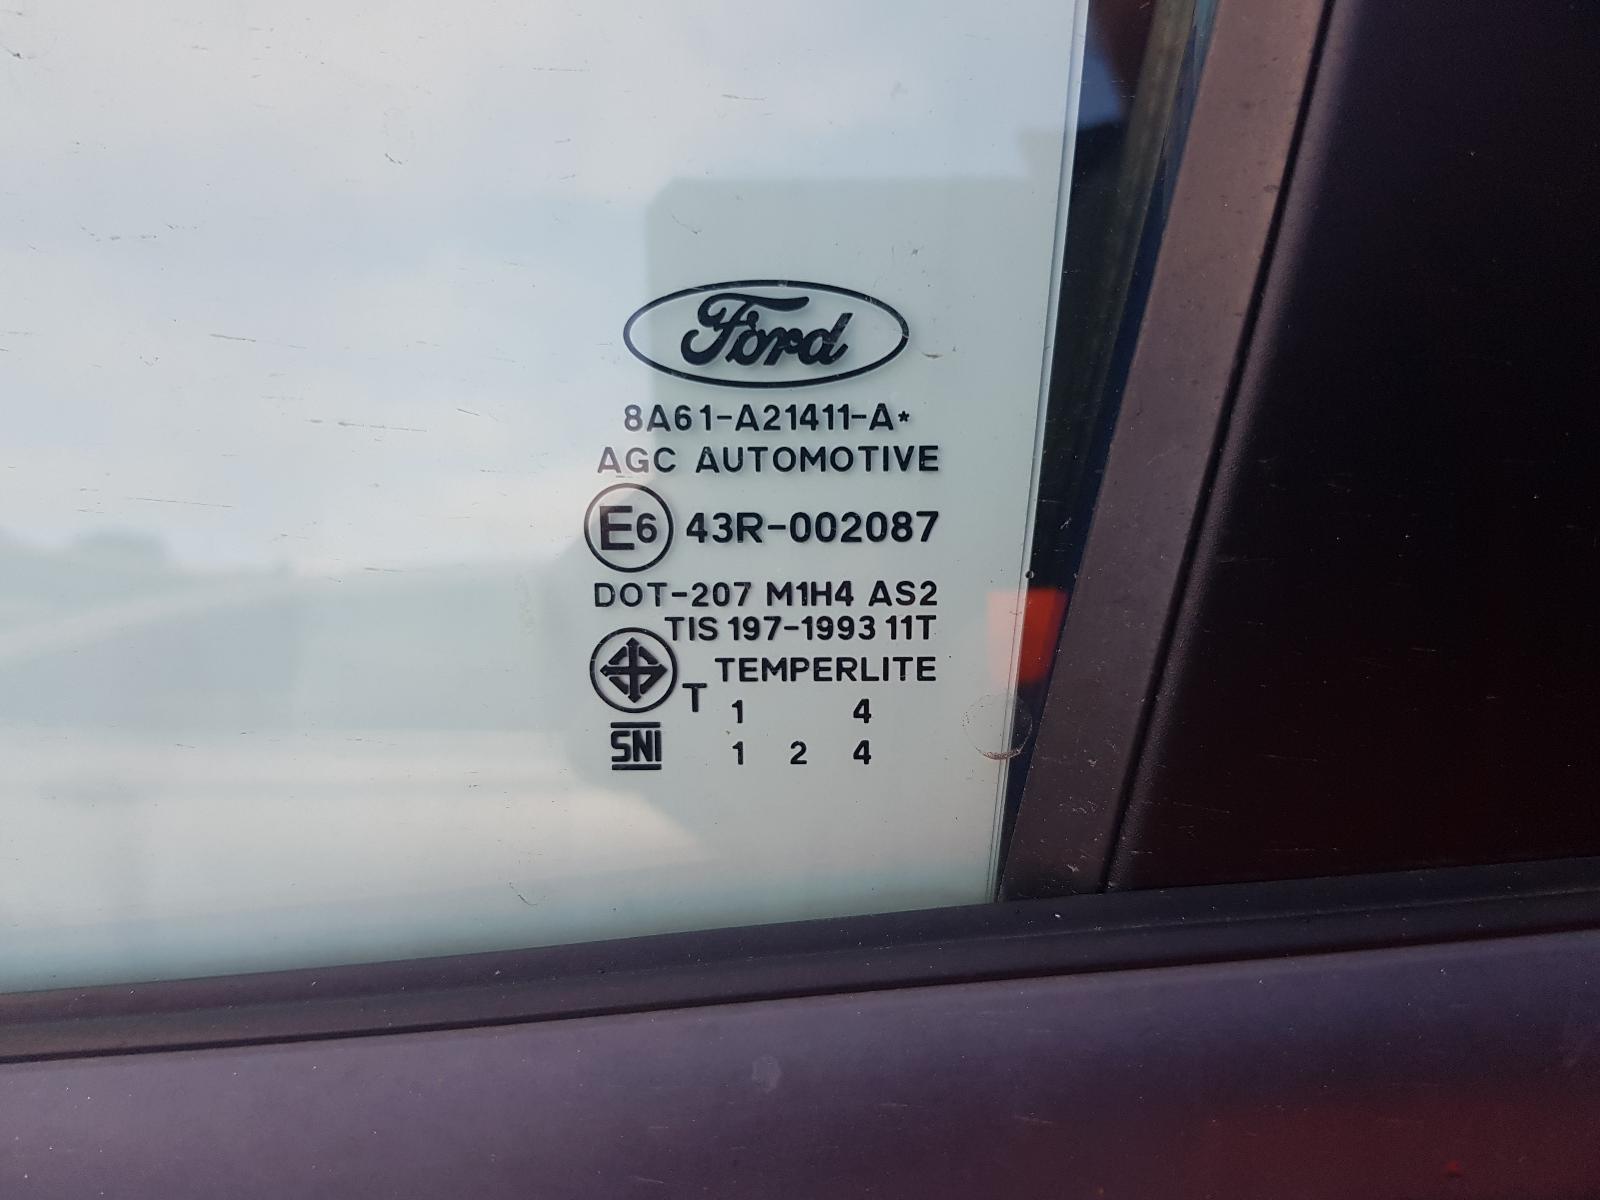 Ford
8A61-A21411-A*
AGC AUTOMOTIVE
E6 43R-002087
DOT-207 M1H4 AS2
TIS 197-1993 11T
TEMPERLITE
T 1 4
SNI 1 2 4